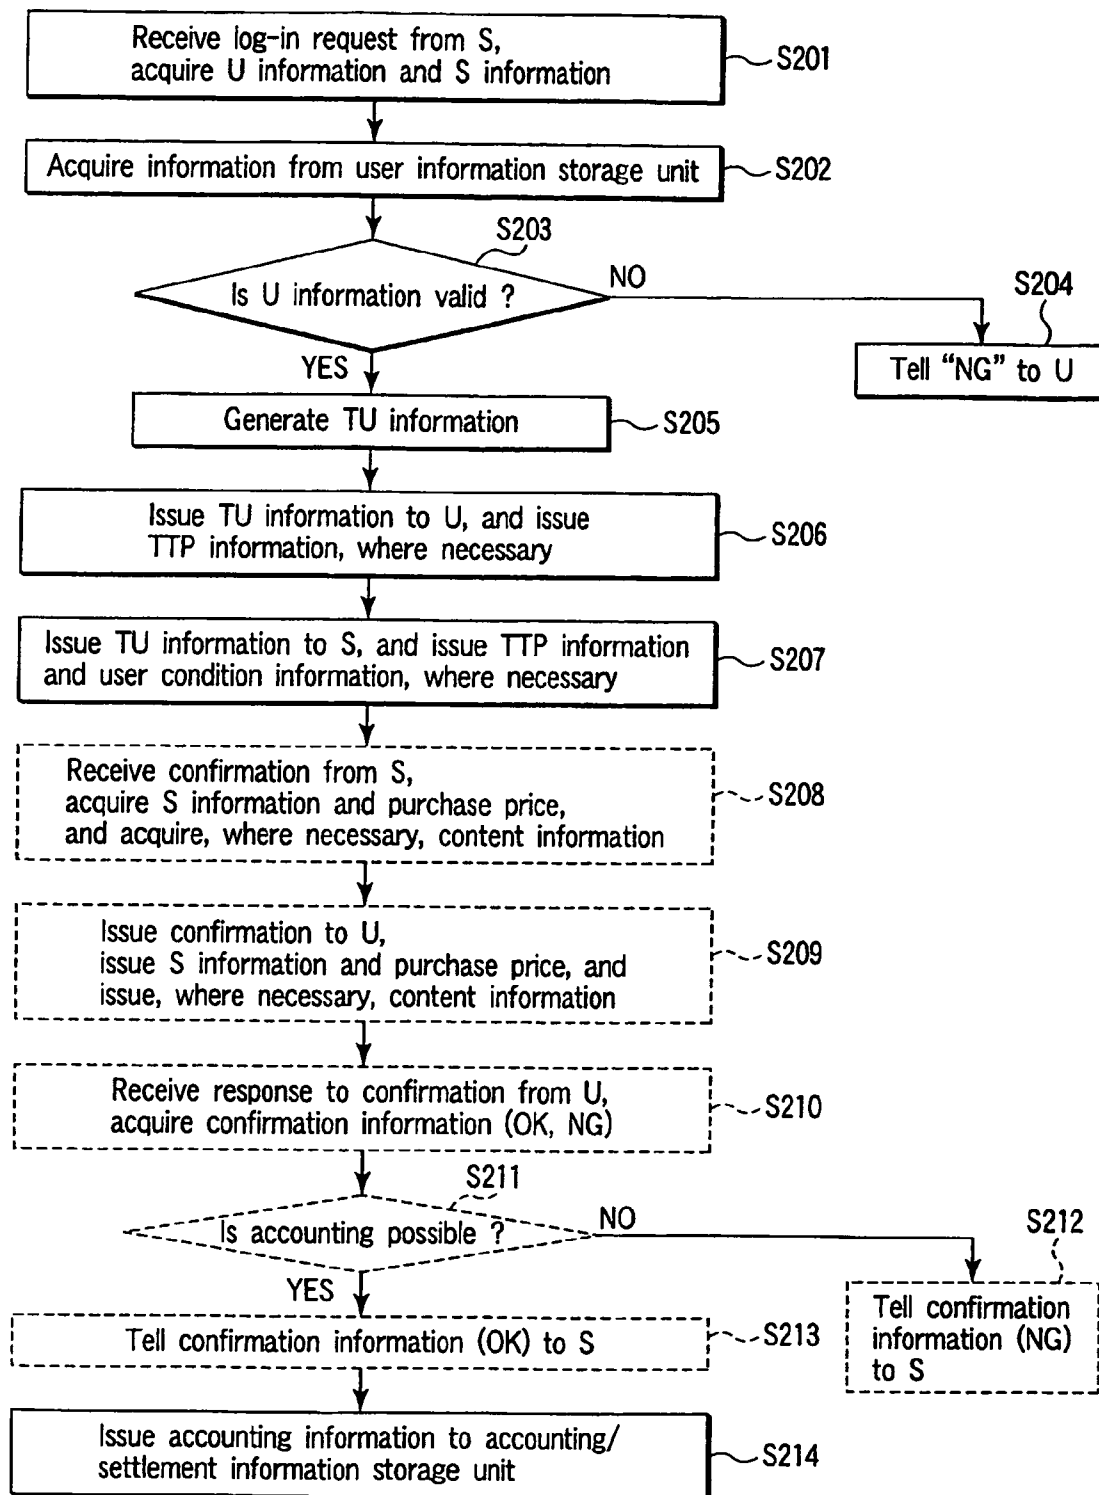 Receive log-in request from S,
acquire U information and S information
S201
Acquire information from user information storage unit
S202
S203
Is U information valid ?
NO
S204
Tell “NG” to U
YES
Generate TU information
S205
Issue TU information to U, and issue
TTP information, where necessary
S206
Issue TU information to S, and issue TTP information
and user condition information, where necessary
S207
Receive confirmation from S,
acquire S information and purchase price,
and acquire, where necessary, content information
S208
Issue confirmation to U,
issue S information and purchase price, and
issue, where necessary, content information
S209
Receive response to confirmation from U,
acquire confirmation information (OK, NG)
S210
S211
Is accounting possible ?
NO
S212
Tell confirmation
information (NG)
to S
YES
Tell confirmation information (OK) to S
S213
Issue accounting information to accounting/
settlement information storage unit
S214